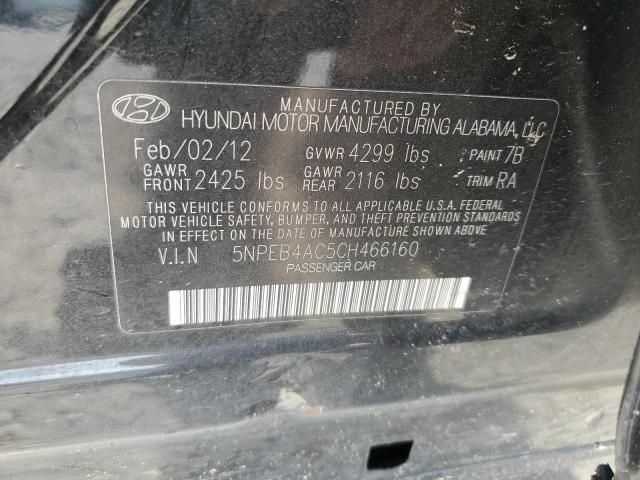 MANUFACTURED BY
HYUNDAI MOTOR MANUFACTURING ALABAMA, LLC
Feb/02/12 GVWR 4299 lbs PAINT 7B
GAWR FRONT 2425 lbs GAWR REAR 2116 lbs TRIM RA
THIS VEHICLE CONFORMS TO ALL APPLICABLE U.S.A. FEDERAL
MOTOR VEHICLE SAFETY, BUMPER, AND THEFT PREVENTION STANDARDS
IN EFFECT ON THE DATE OF MANUFACTURE SHOWN ABOVE.
V.I.N 5NPEB4AC5CH466160
PASSENGER CAR